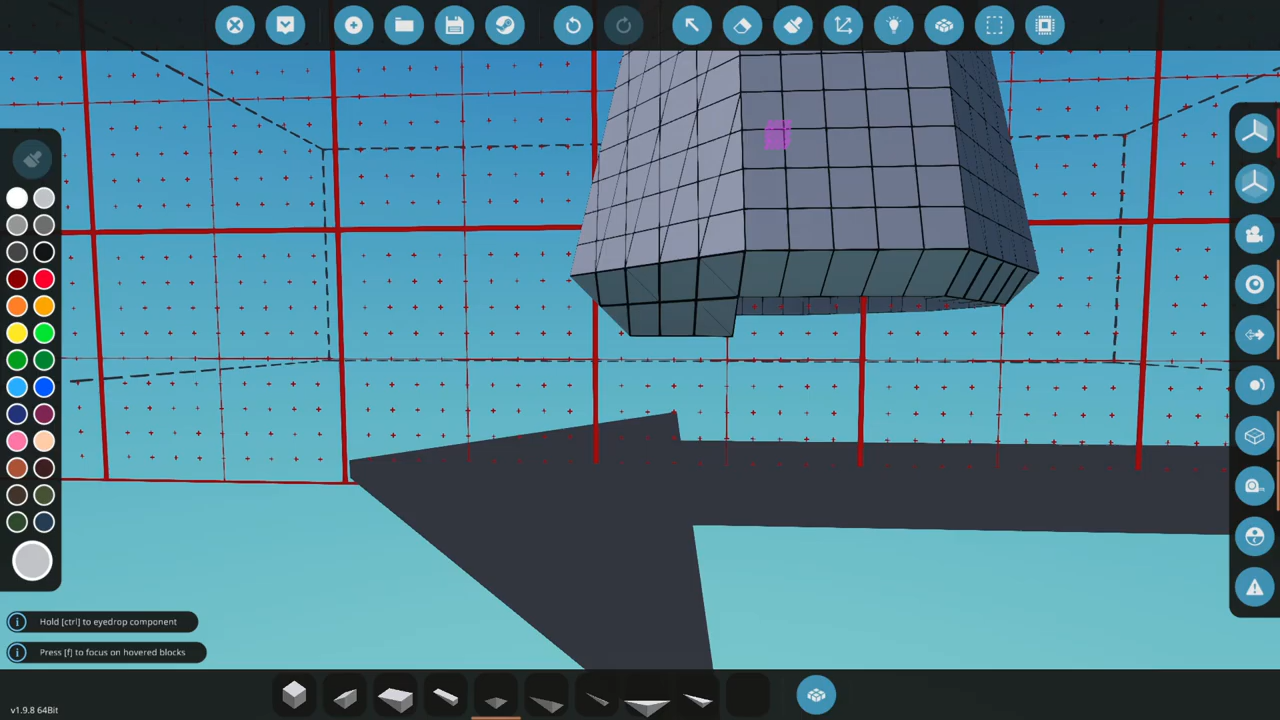 Hold [ctrl] to eyedrop component
Press [f] to focus on hovered blocks
v1.9.8 64Bit